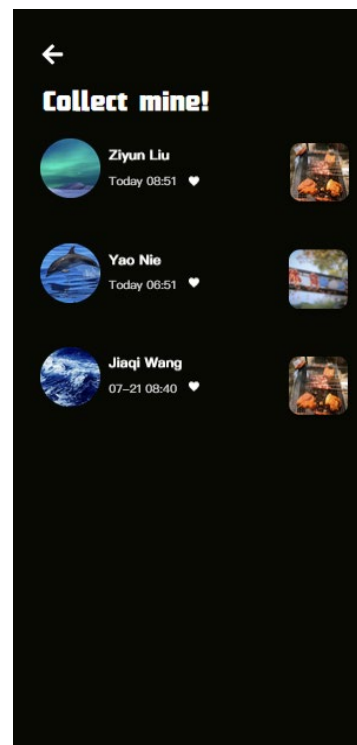 Collect mine!
Ziyun Liu
Today 08:51
Yao Nie
Today 06:51
Jiaqi Wang
07-21 08:40